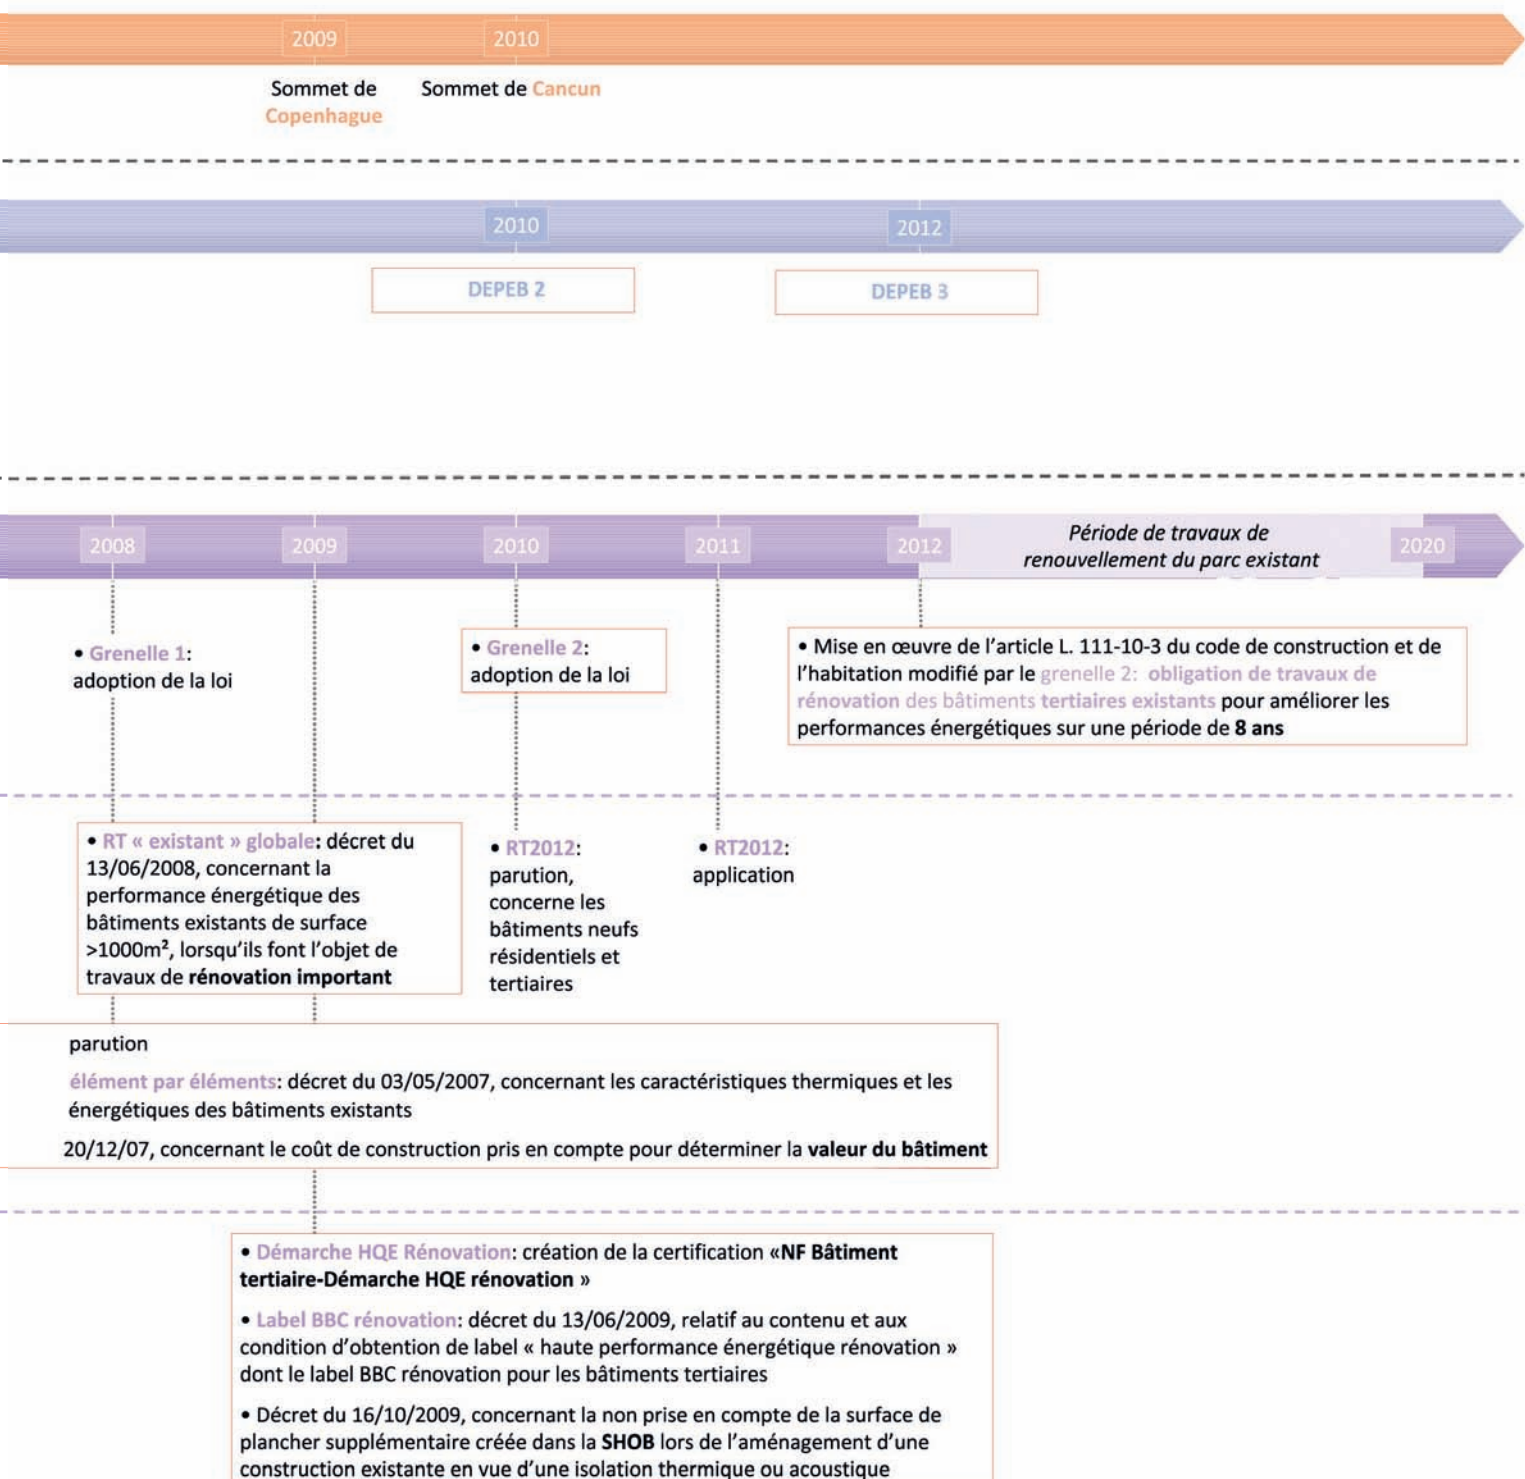 2009 2010
Sommet de Copenhague
Sommet de Cancun
2010 2012
DEPEB 2 DEPEB 3
2008 2009 2010 2011 2012 Période de travaux de renouvellement du parc existant 2020
• Grenelle 1:
adoption de la loi
• Grenelle 2:
adoption de la loi
• Mise en œuvre de l'article L. 111-10-3 du code de construction et de
l'habitation modifié par le grenelle 2: obligation de travaux de
rénovation des bâtiments tertiaires existants pour améliorer les
performances énergétiques sur une période de 8 ans
• RT « existant » globale: décret du
13/06/2008, concernant la
performance énergétique des
bâtiments existants de surface
>1000m², lorsqu'ils font l'objet de
travaux de rénovation important
• RT2012:
parution,
concerne les
bâtiments neufs
résidentiels et
tertiaires
• RT2012:
application
parution
élément par éléments: décret du 03/05/2007, concernant les caractéristiques thermiques et les
énergétiques des bâtiments existants
20/12/07, concernant le coût de construction pris en compte pour déterminer la valeur du bâtiment
• Démarche HQE Rénovation: création de la certification «NF Bâtiment
tertiaire-Démarche HQE rénovation »
• Label BBC rénovation: décret du 13/06/2009, relatif au contenu et aux
condition d'obtention de label « haute performance énergétique rénovation »
dont le label BBC rénovation pour les bâtiments tertiaires
• Décret du 16/10/2009, concernant la non prise en compte de la surface de
plancher supplémentaire créée dans la SHOB lors de l'aménagement d'une
construction existante en vue d'une isolation thermique ou acoustique